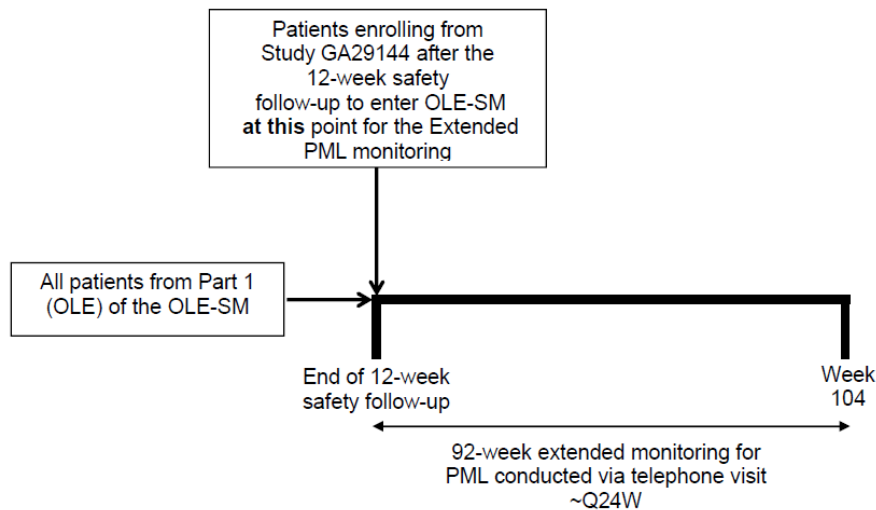 Patients enrolling from
Study GA29144 after the
12-week safety
follow-up to enter OLE-SM
at this point for the Extended
PML monitoring
All patients from Part 1
(OLE) of the OLE-SM
End of 12-week
safety follow-up
Week
104
92-week extended monitoring for
PML conducted via telephone visit
~Q24W